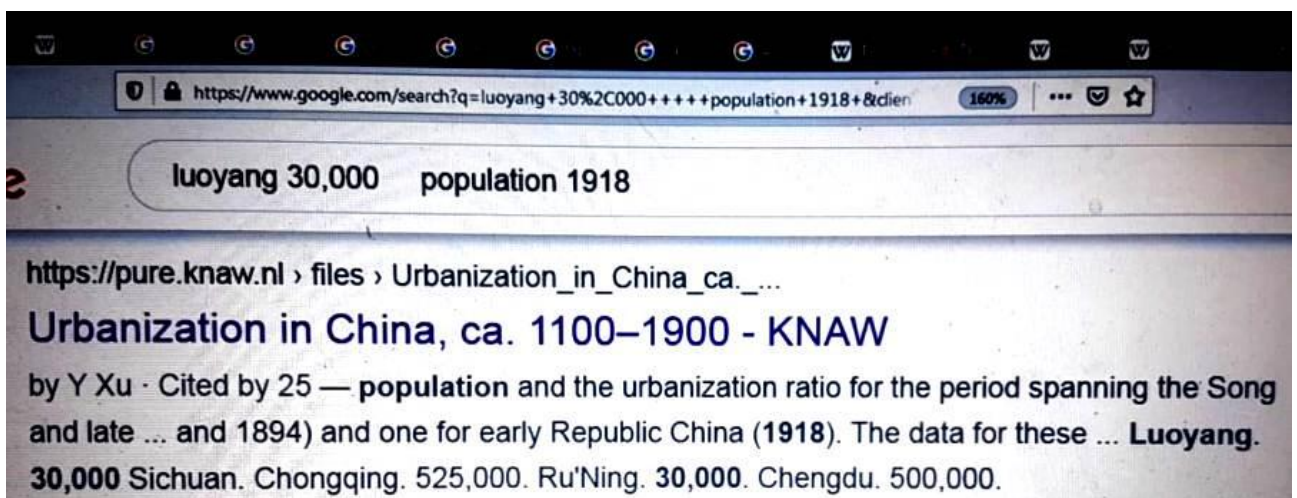 https://www.google.com/search?q=luoyang+30%2C000+++++population+1918+&clien 160%
luoyang 30,000 population 1918
https://pure.knaw.nl › files › Urbanization_in_China_ca._...
Urbanization in China, ca. 1100–1900 - KNAW
by Y Xu · Cited by 25 — population and the urbanization ratio for the period spanning the Song
and late ... and 1894) and one for early Republic China (1918). The data for these ... Luoyang.
30,000 Sichuan. Chongqing. 525,000. Ru'Ning. 30,000. Chengdu. 500,000.